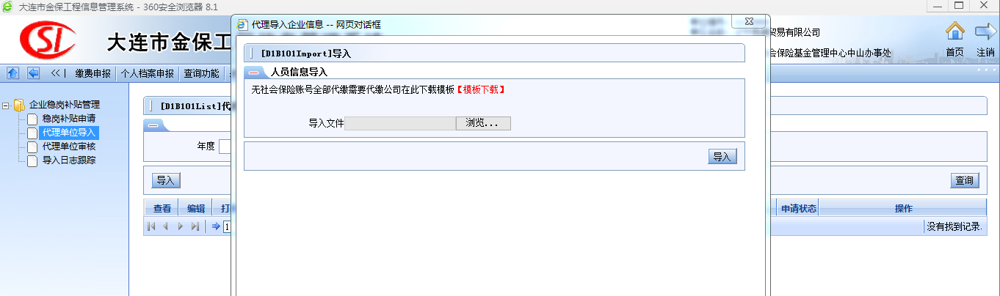 大连市金保工程信息管理系统 - 360安全浏览器 8.1
SI
大连市金保工
代理导入企业信息 -- 网页对话框
贸易有限公司
会保险基金管理中心中山办事处
首页 注销
<< | 缴费申报 个人档案申报 查询功能
[D1B101Import]导入
人员信息导入
无社会保险账号全部代缴需要代缴公司在此下载模板【模板下载】
导入文件 浏览...
导入
企业稳岗补贴管理
稳岗补贴申请
代理单位导入
代理单位审核
导入日志跟踪
[D1B101List]代
年度
导入 查询
查看 编辑 打 申请状态 操作
1 没有找到记录.